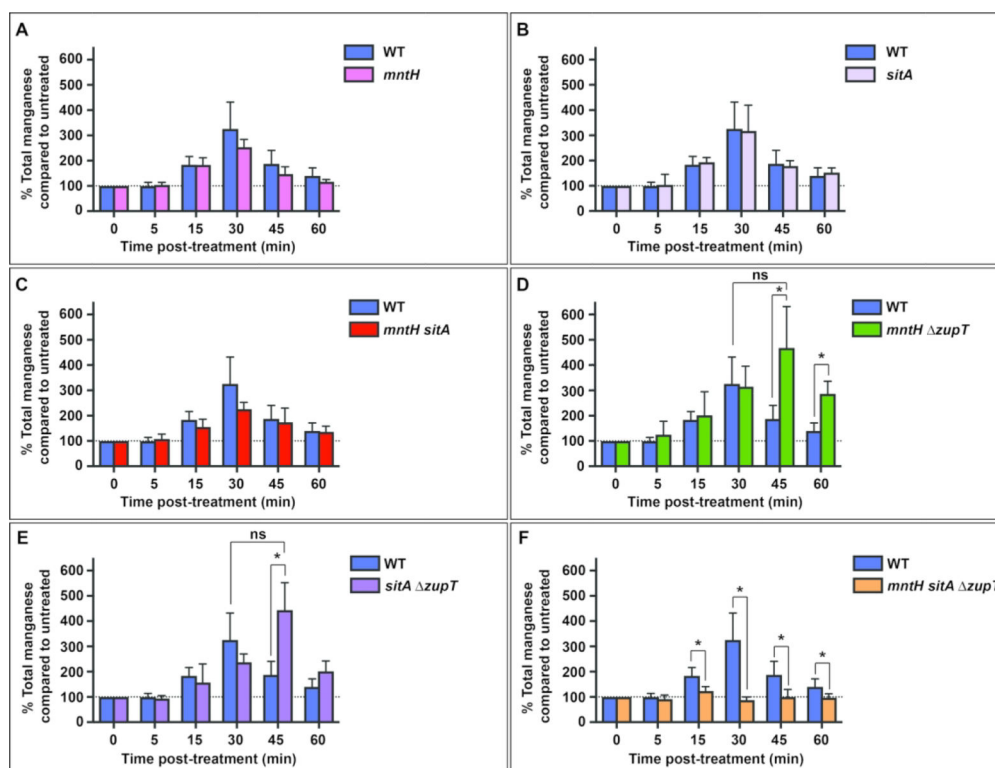 A
% Total manganese
compared to untreated
600
500
400
300
200
100
0
WT
mntH
0 5 15 30 45 60
Time post-treatment (min)
B
% Total manganese
compared to untreated
600
500
400
300
200
100
0
WT
sitA
0 5 15 30 45 60
Time post-treatment (min)
C
% Total manganese
compared to untreated
600
500
400
300
200
100
0
WT
mntH sitA
0 5 15 30 45 60
Time post-treatment (min)
D
% Total manganese
compared to untreated
600
500
400
300
200
100
0
ns
*
*
WT
mntH ΔzupT
0 5 15 30 45 60
Time post-treatment (min)
E
% Total manganese
compared to untreated
600
500
400
300
200
100
0
ns
*
WT
sitA ΔzupT
0 5 15 30 45 60
Time post-treatment (min)
F
% Total manganese
compared to untreated
600
500
400
300
200
100
0
*
*
*
*
WT
mntH sitA ΔzupT
0 5 15 30 45 60
Time post-treatment (min)